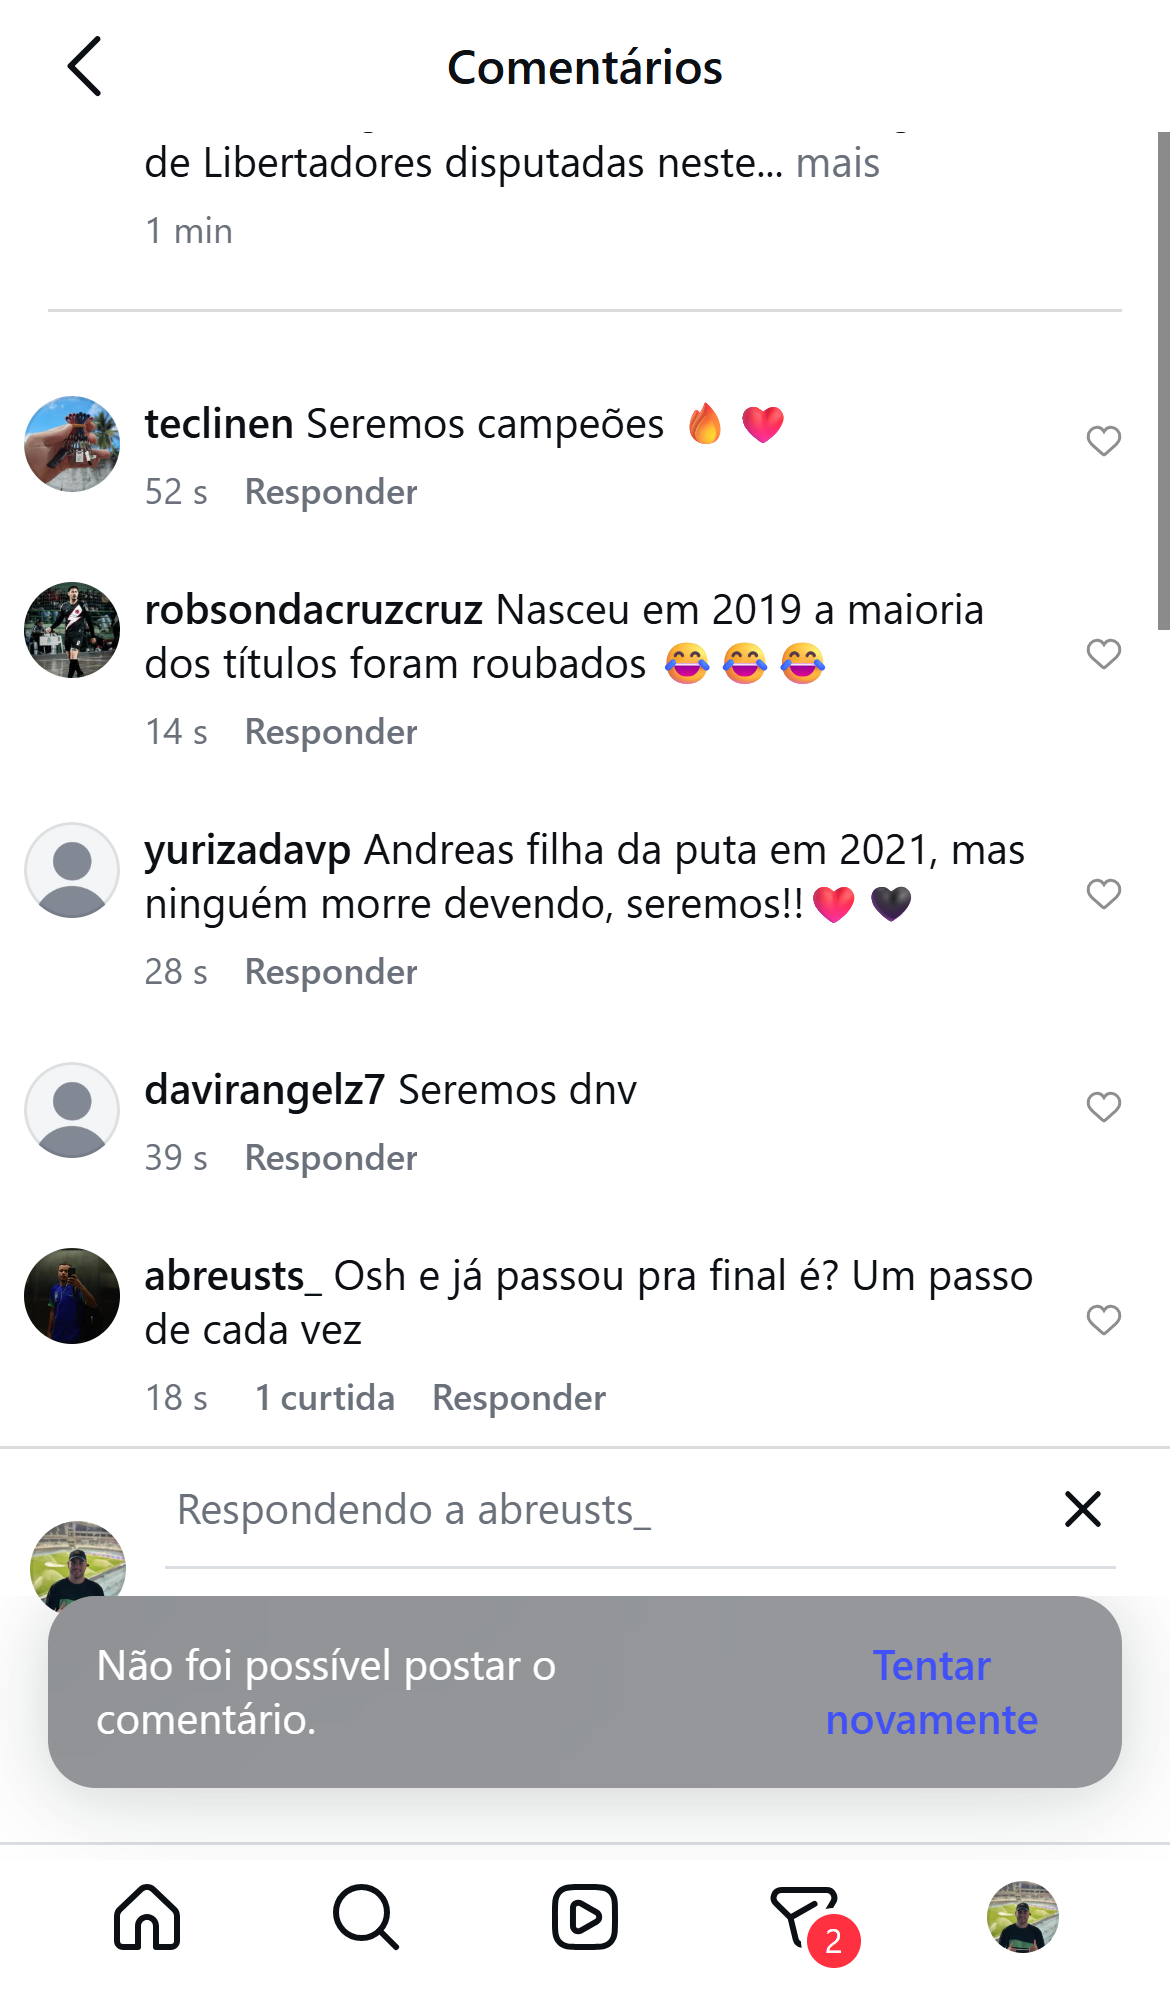 Comentários
de Libertadores disputadas neste... mais
1 min
teclinen Seremos campeões 🔥 ❤️
52 s Responder
robsondacruzcruz Nasceu em 2019 a maioria
dos títulos foram roubados 😂 😂 😂
14 s Responder
yurizadavp Andreas filha da puta em 2021, mas
ninguém morre devendo, seremos!!❤️ 🖤
28 s Responder
davirangelz7 Seremos dnv
39 s Responder
abreusts_ Osh e já passou pra final é? Um passo
de cada vez
18 s 1 curtida Responder
Respondendo a abreusts_
Não foi possível postar o
comentário.
Tentar
novamente
2